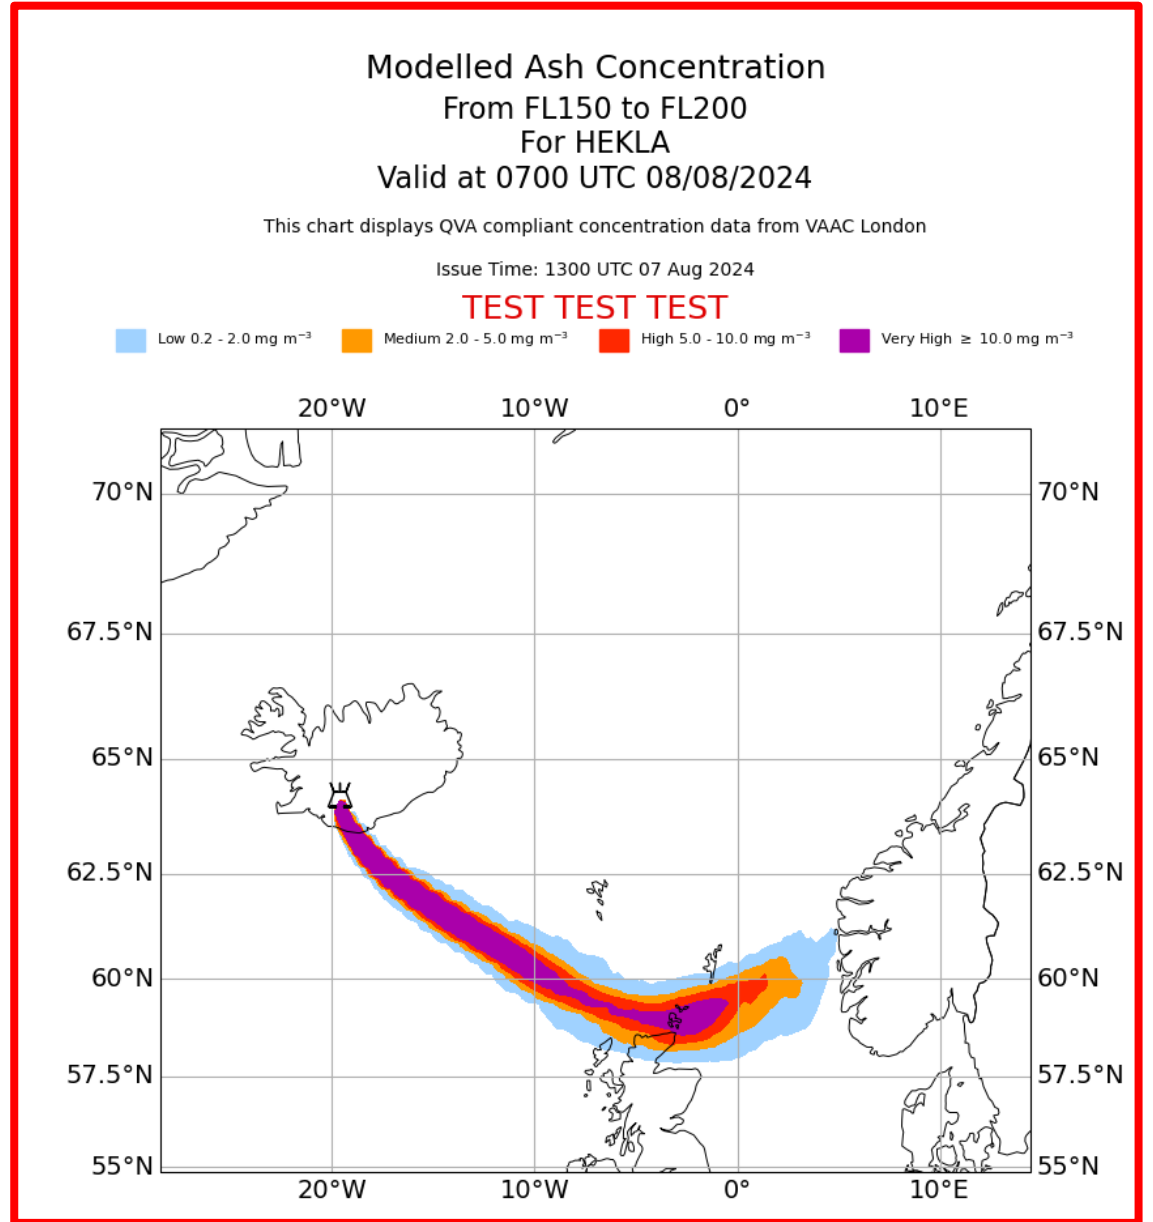 Modelled Ash Concentration
From FL150 to FL200
For HEKLA
Valid at 0700 UTC 08/08/2024
This chart displays QVA compliant concentration data from VAAC London
Issue Time: 1300 UTC 07 Aug 2024
TEST TEST TEST
Low 0.2 - 2.0 mg m⁻³ Medium 2.0 - 5.0 mg m⁻³ High 5.0 - 10.0 mg m⁻³ Very High ≥ 10.0 mg m⁻³
20°W 10°W 0° 10°E
70°N 70°N
67.5°N 67.5°N
65°N 65°N
62.5°N 62.5°N
60°N 60°N
57.5°N 57.5°N
55°N 55°N
20°W 10°W 0° 10°E